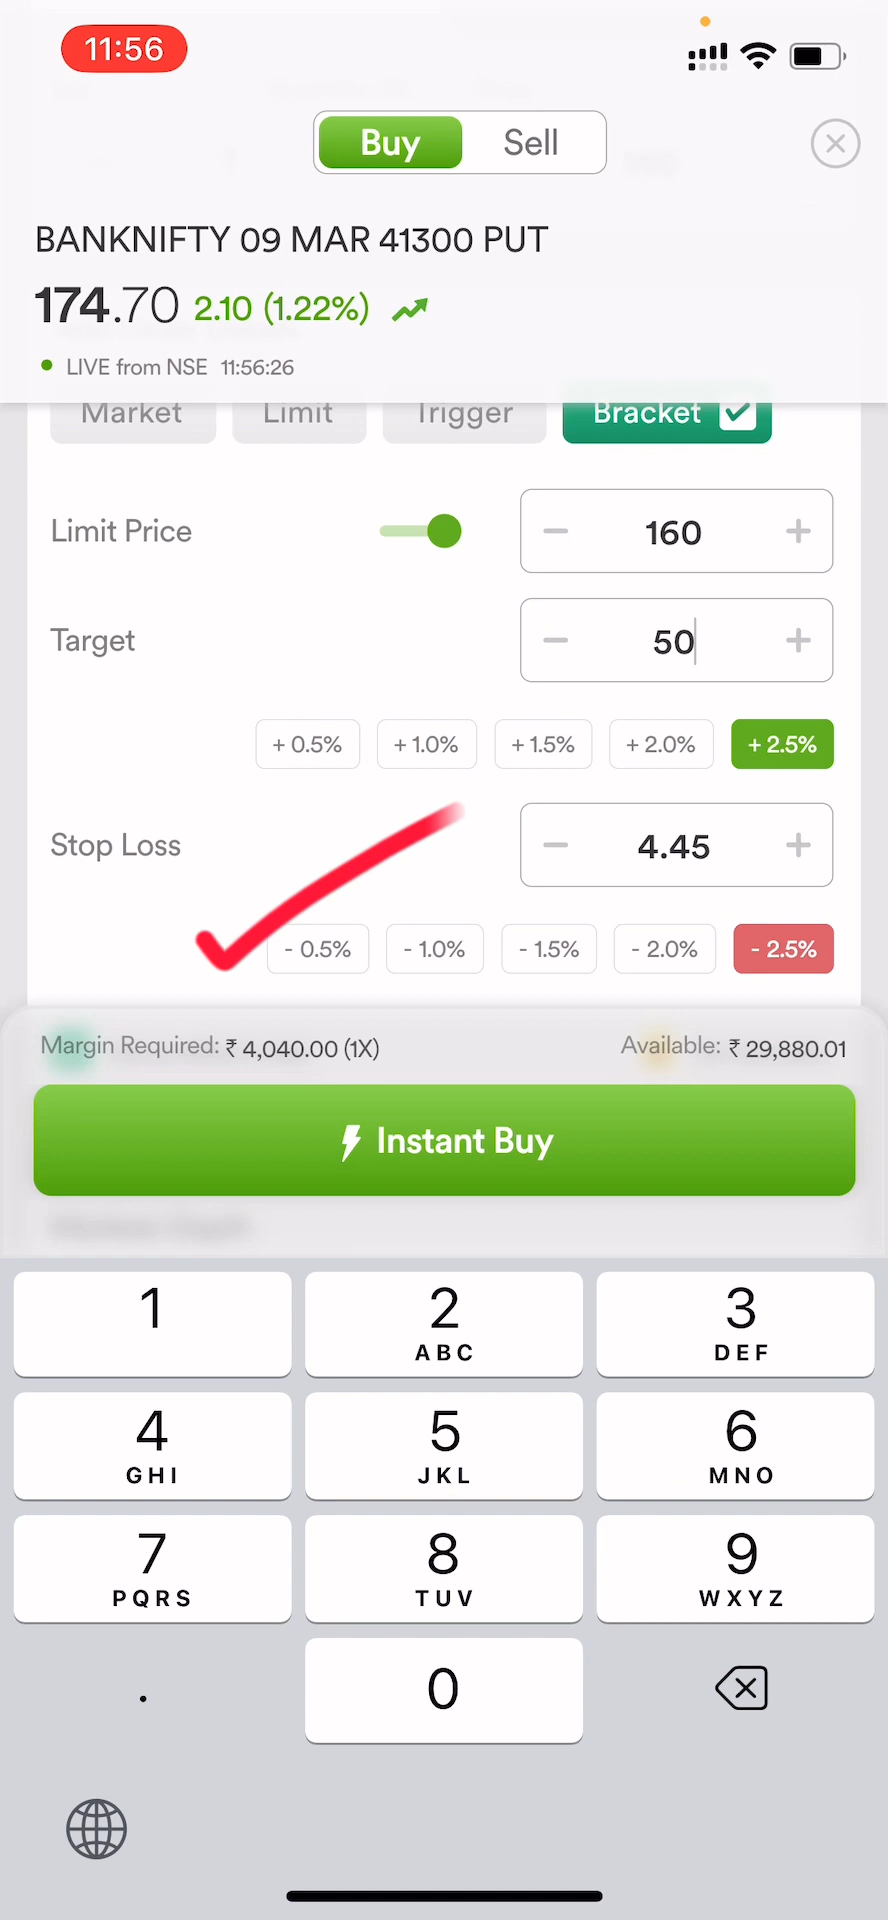 11:56
Buy Sell
BANKNIFTY 09 MAR 41300 PUT
174.70 2.10 (1.22%)
LIVE from NSE 11:56:26
Market Limit Trigger Bracket
Limit Price 160
Target 50
+ 0.5% + 1.0% + 1.5% + 2.0% + 2.5%
Stop Loss 4.45
- 0.5% - 1.0% - 1.5% - 2.0% - 2.5%
Margin Required: ₹ 4,040.00 (1X) Available: ₹ 29,880.01
Instant Buy
1 2 3
ABC DEF
4 5 6
GHI JKL MNO
7 8 9
PQRS TUV WXYZ
. 0